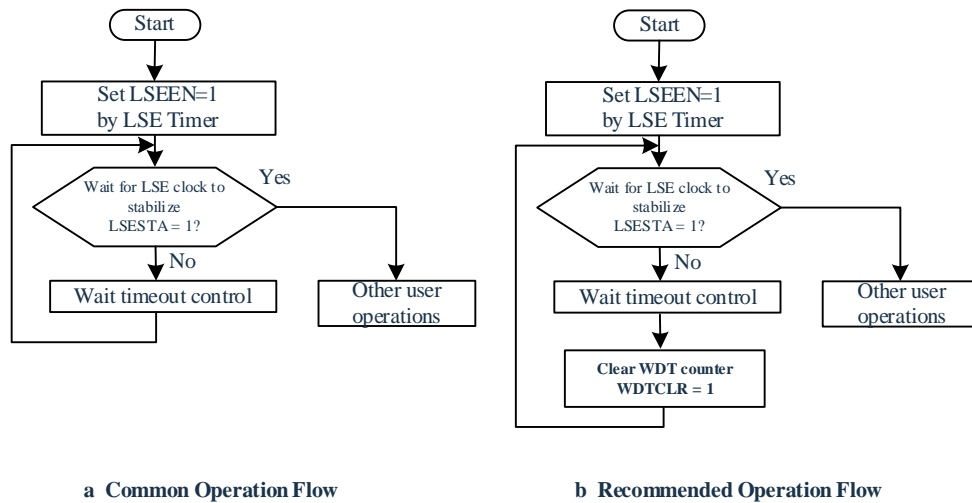 Start
Set LSEEN=1
by LSE Timer
Wait for LSE clock to
stabilize
LSESTA = 1?
Yes
No
Wait timeout control
Other user
operations
a Common Operation Flow
Start
Set LSEEN=1
by LSE Timer
Wait for LSE clock to
stabilize
LSESTA = 1?
Yes
No
Wait timeout control
Other user
operations
Clear WDT counter
WDTCLR = 1
b Recommended Operation Flow